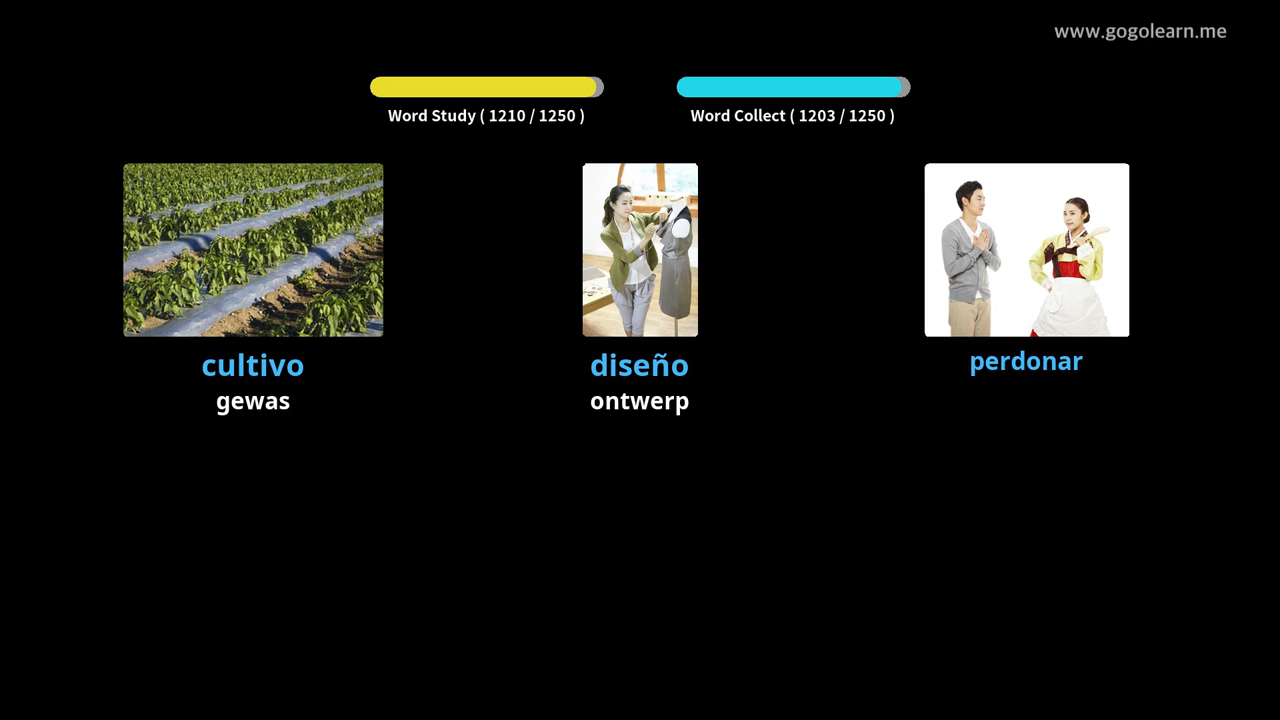 www.gogolearn.me
Word Study ( 1210 / 1250 )
Word Collect ( 1203 / 1250 )
cultivo
gewas
diseño
ontwerp
perdonar